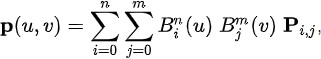 p(u, v) = ∑_{i=0}^{n} ∑_{j=0}^{m} B_i^n(u) B_j^m(v) P_{i,j},